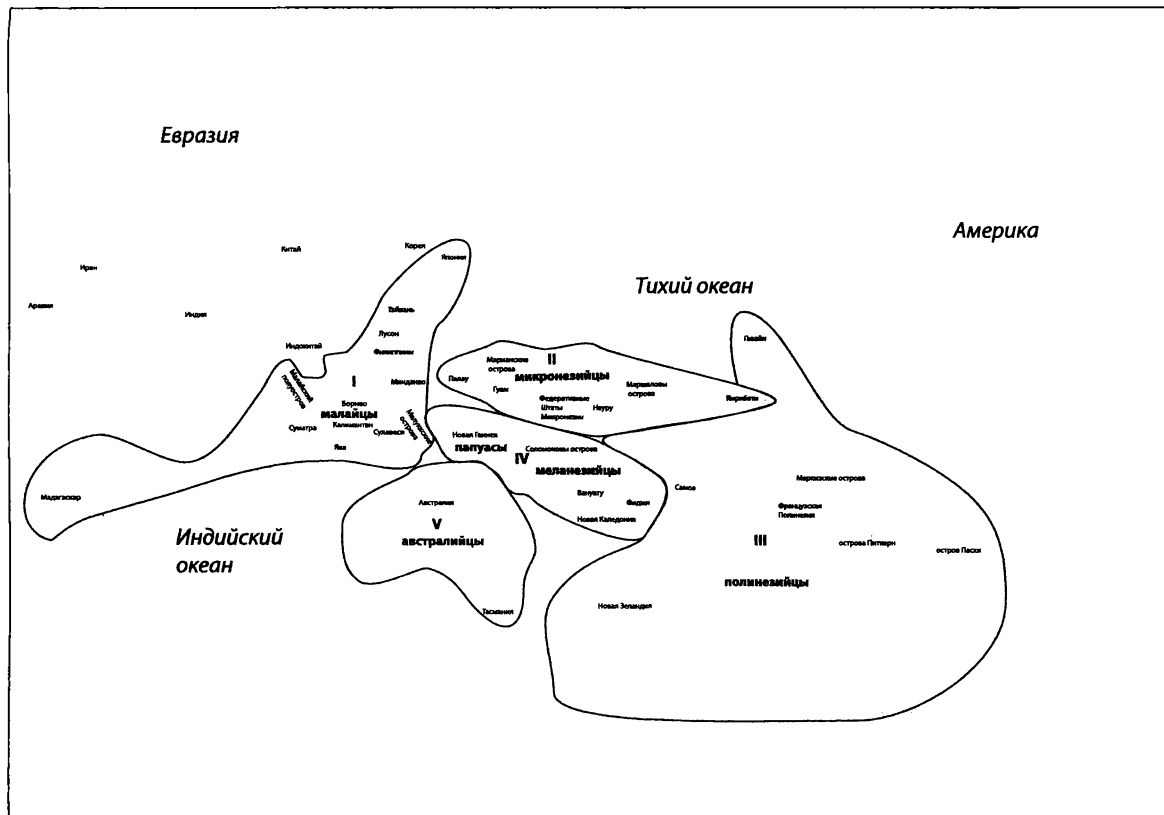 Евразия
Америка
Китай
Корея
Япония
Иран
Тихий океан
Аравия
Индия
Тайвань
Лусон
Гавайи
Индокитай
Филиппины
Марианские
острова
II
микронезийцы
Палау
Гуам
Маршаловы
острова
Малайский
полуостров
I
Минданао
Федеративные
Штаты
Микронезии
Науру
Кирибати
Борнео
малайцы
Калимантан
Суматра
Сулавеси
Молуккские
острова
Ява
Новая Гвинея
папуасы
Соломоновы острова
IV
меланезийцы
Мадагаскар
Австралия
V
австралийцы
Вануату
Фиджи
Новая Каледония
Самоа
Маркизские острова
Французская
Полинезия
III
острова Питкерн
остров Пасхи
Индийский
океан
полинезийцы
Тасмания
Новая Зеландия